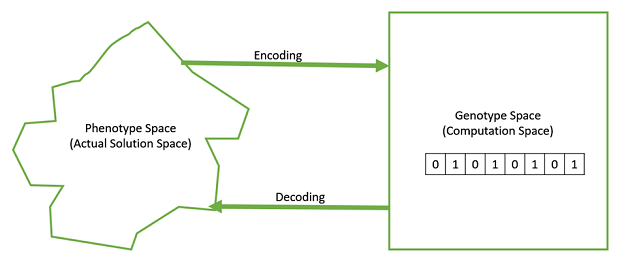 Encoding
Phenotype Space
(Actual Solution Space)
Genotype Space
(Computation Space)
0 1 0 1 0 1 0 1
Decoding